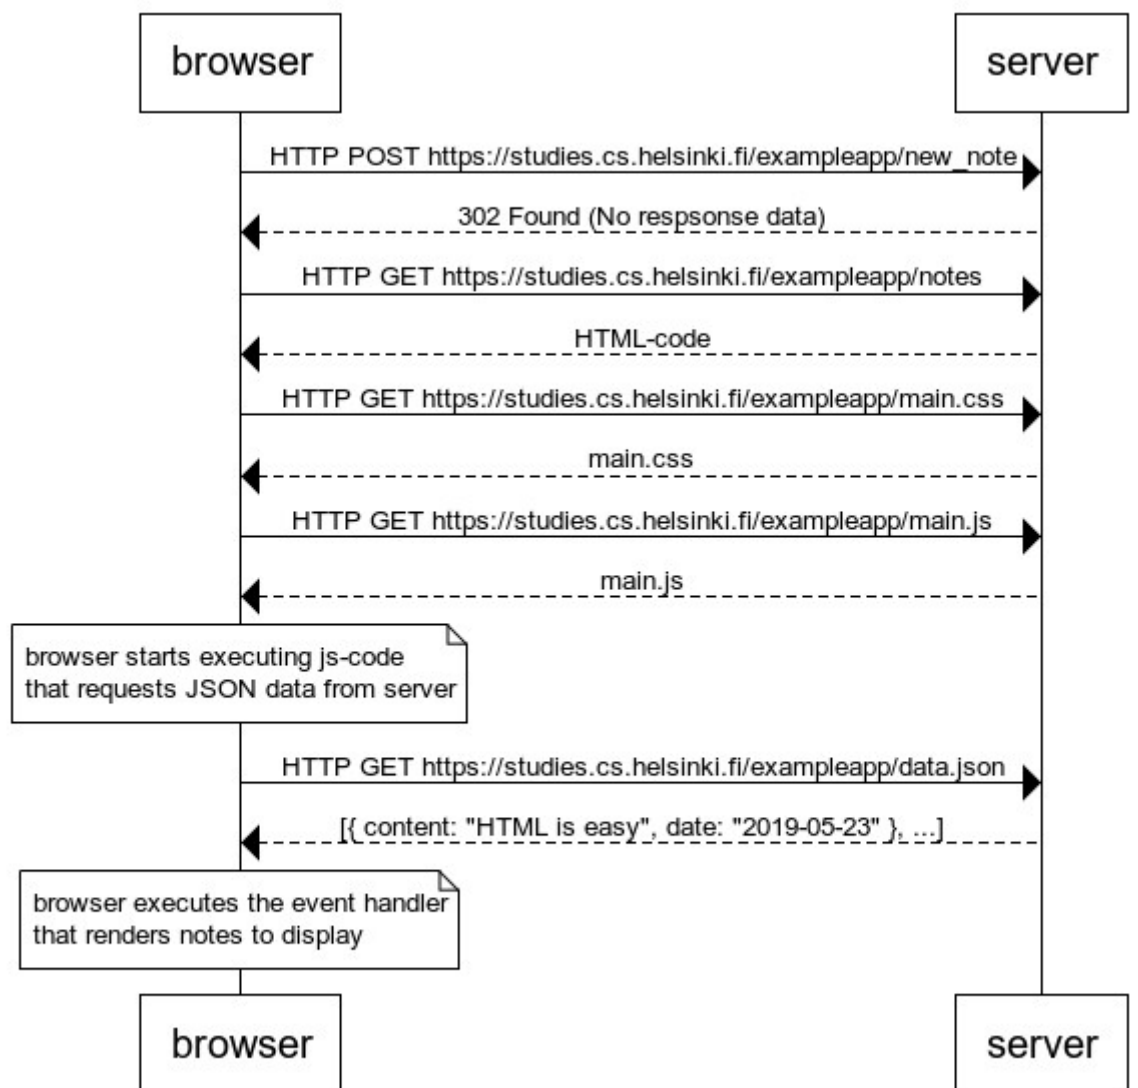 browser
server
HTTP POST https://studies.cs.helsinki.fi/exampleapp/new_note
302 Found (No respsonse data)
HTTP GET https://studies.cs.helsinki.fi/exampleapp/notes
HTML-code
HTTP GET https://studies.cs.helsinki.fi/exampleapp/main.css
main.css
HTTP GET https://studies.cs.helsinki.fi/exampleapp/main.js
main.js
browser starts executing js-code
that requests JSON data from server
HTTP GET https://studies.cs.helsinki.fi/exampleapp/data.json
[{ content: "HTML is easy", date: "2019-05-23" }, ...]
browser executes the event handler
that renders notes to display
browser
server